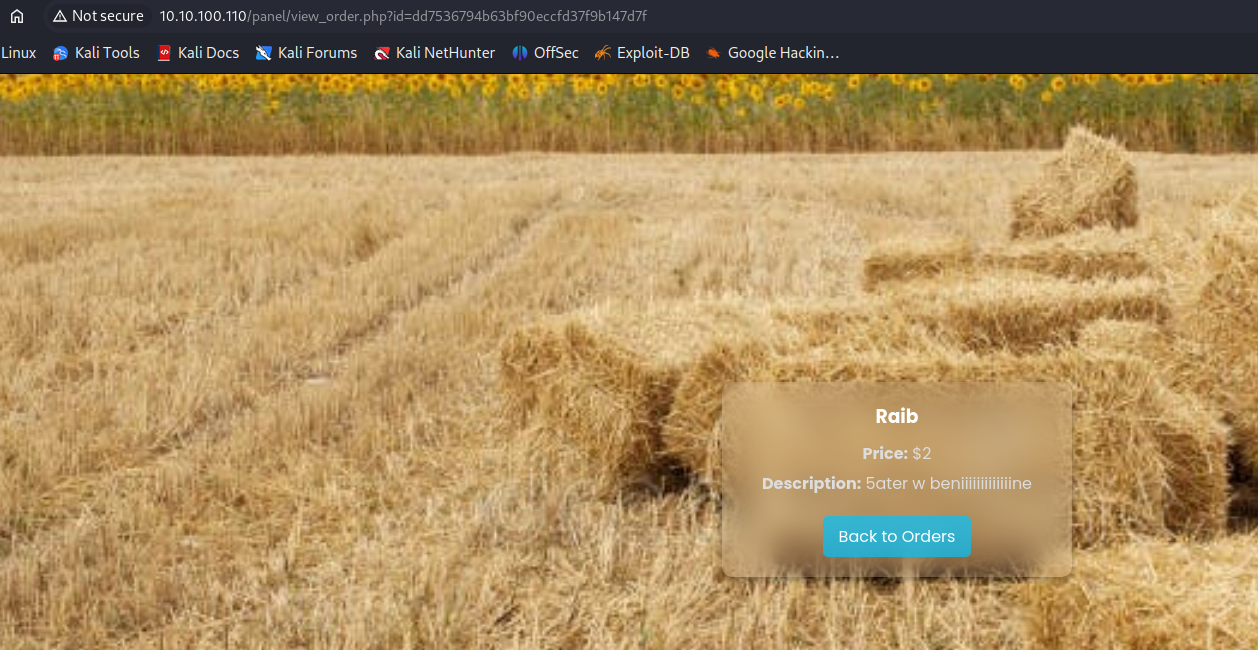 Not secure 10.10.100.110/panel/view_order.php?id=dd7536794b63bf90eccfd37f9b147d7f
Linux Kali Tools Kali Docs Kali Forums Kali NetHunter OffSec Exploit-DB Google Hackin…
Raib
Price: $2
Description: 5ater w beniiiiiiiiiiiiine
Back to Orders